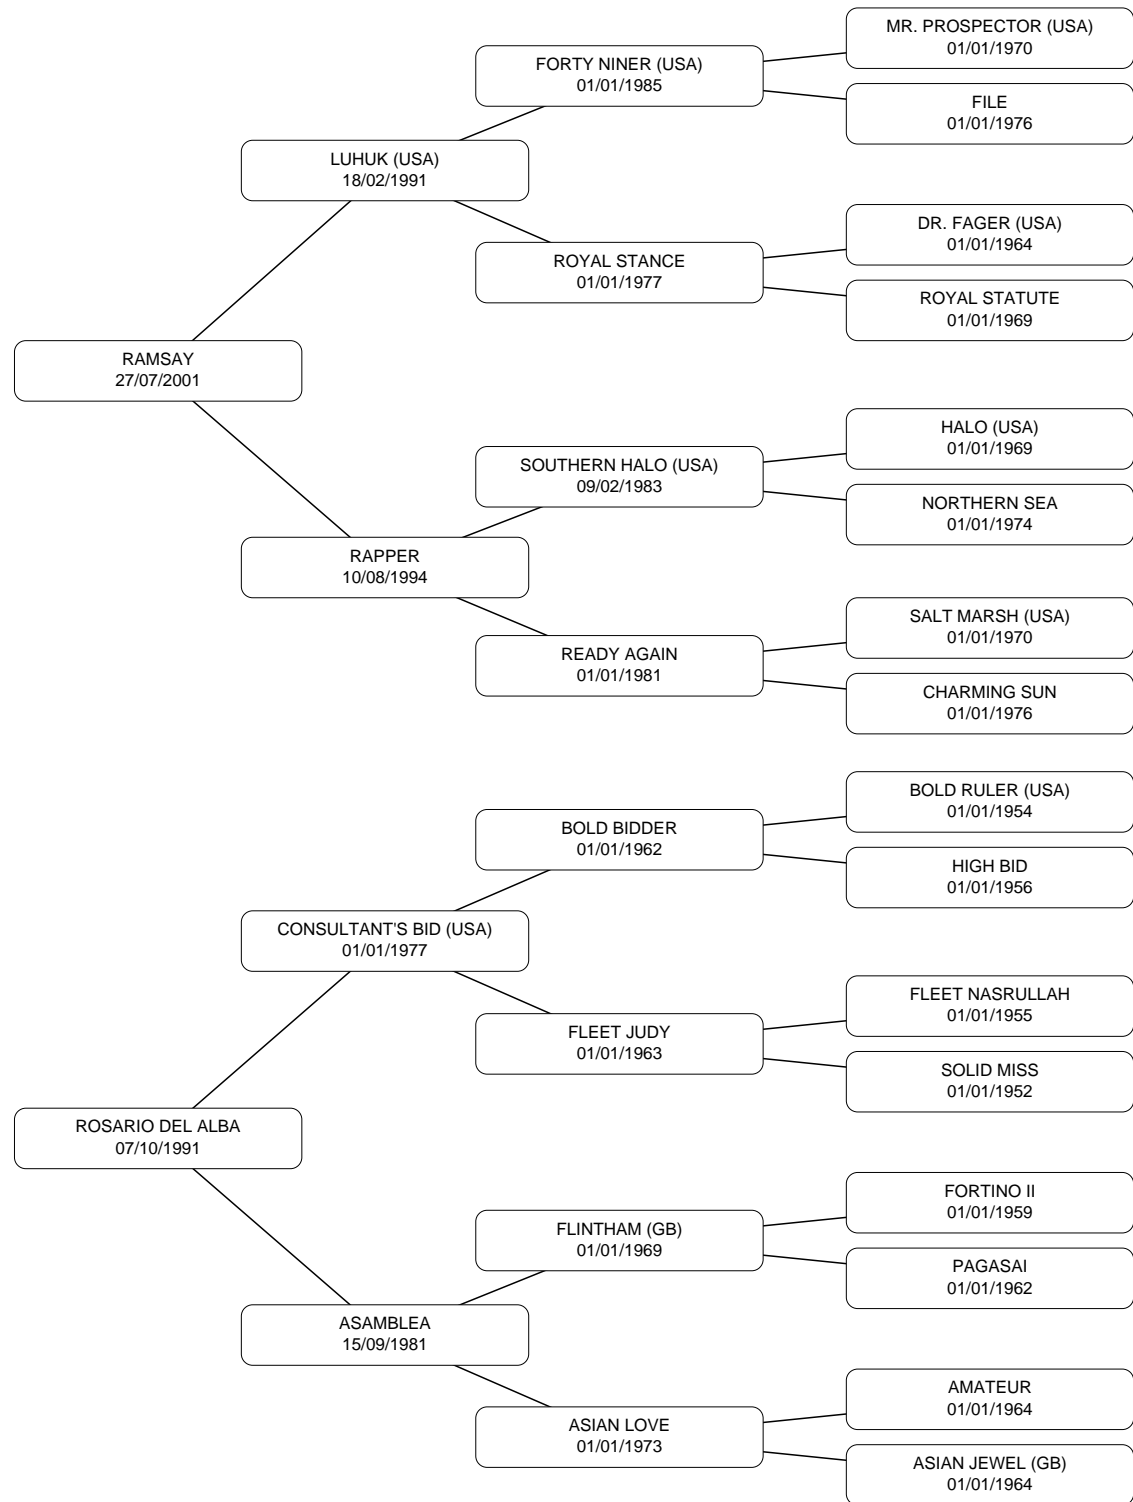 MR. PROSPECTOR (USA)
01/01/1970
FORTY NINER (USA)
01/01/1985
FILE
01/01/1976
LUHUK (USA)
18/02/1991
DR. FAGER (USA)
01/01/1964
ROYAL STANCE
01/01/1977
ROYAL STATUTE
01/01/1969
RAMSAY
27/07/2001
HALO (USA)
01/01/1969
SOUTHERN HALO (USA)
09/02/1983
NORTHERN SEA
01/01/1974
RAPPER
10/08/1994
SALT MARSH (USA)
01/01/1970
READY AGAIN
01/01/1981
CHARMING SUN
01/01/1976
BOLD RULER (USA)
01/01/1954
BOLD BIDDER
01/01/1962
HIGH BID
01/01/1956
CONSULTANT'S BID (USA)
01/01/1977
FLEET NASRULLAH
01/01/1955
FLEET JUDY
01/01/1963
SOLID MISS
01/01/1952
ROSARIO DEL ALBA
07/10/1991
FORTINO II
01/01/1959
FLINTHAM (GB)
01/01/1969
PAGASAI
01/01/1962
ASAMBLEA
15/09/1981
AMATEUR
01/01/1964
ASIAN LOVE
01/01/1973
ASIAN JEWEL (GB)
01/01/1964